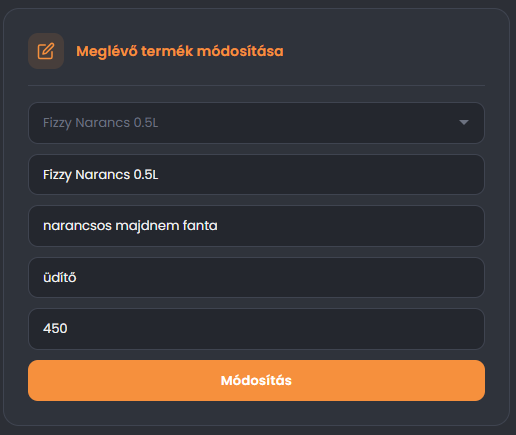 Meglévő termék módosítása
Fizzy Narancs 0.5L
Fizzy Narancs 0.5L
narancsos majdnem fanta
üdítő
450
Módosítás